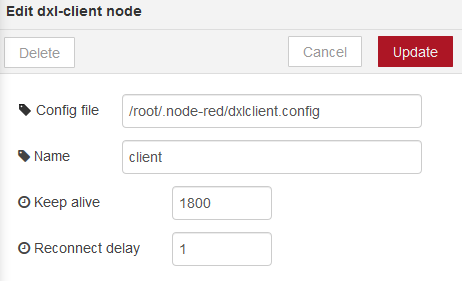 Edit dxl-client node
Delete Cancel Update
Config file /root/.node-red/dxlclient.config
Name client
Keep alive 1800
Reconnect delay 1